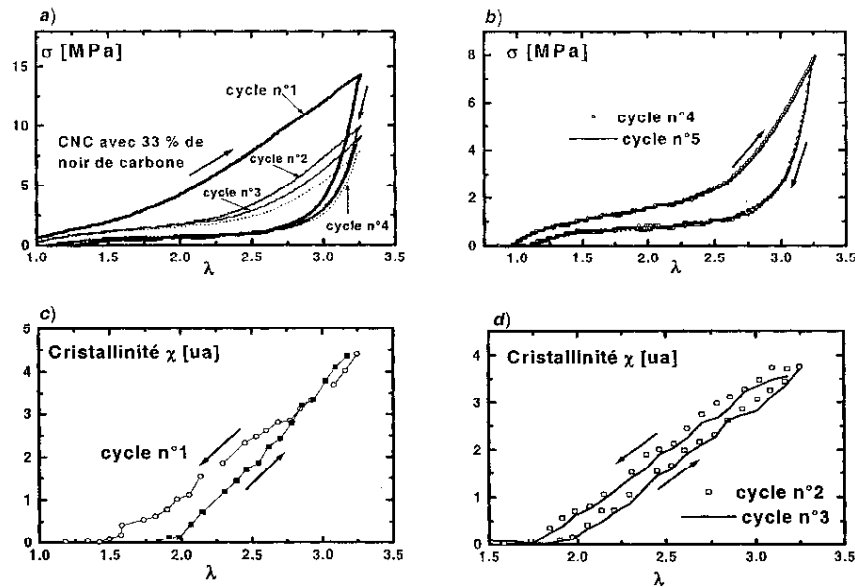 a)
σ [MPa]
15
10
5
0
cycle n°1
CNC avec 33 % de
noir de carbone
cycle n°2
cycle n°3
cycle n°4
1.0 1.5 2.0 2.5 3.0 3.5
λ
b)
σ [MPa]
8
6
4
2
0
cycle n°4
cycle n°5
1.0 1.5 2.0 2.5 3.0 3.5
λ
c)
Cristallinité χ [ua]
5
4
3
2
1
0
cycle n°1
1.0 1.5 2.0 2.5 3.0 3.5
λ
d)
Cristallinité χ [ua]
4
3
2
1
0
cycle n°2
cycle n°3
1.5 2.0 2.5 3.0 3.5
λ